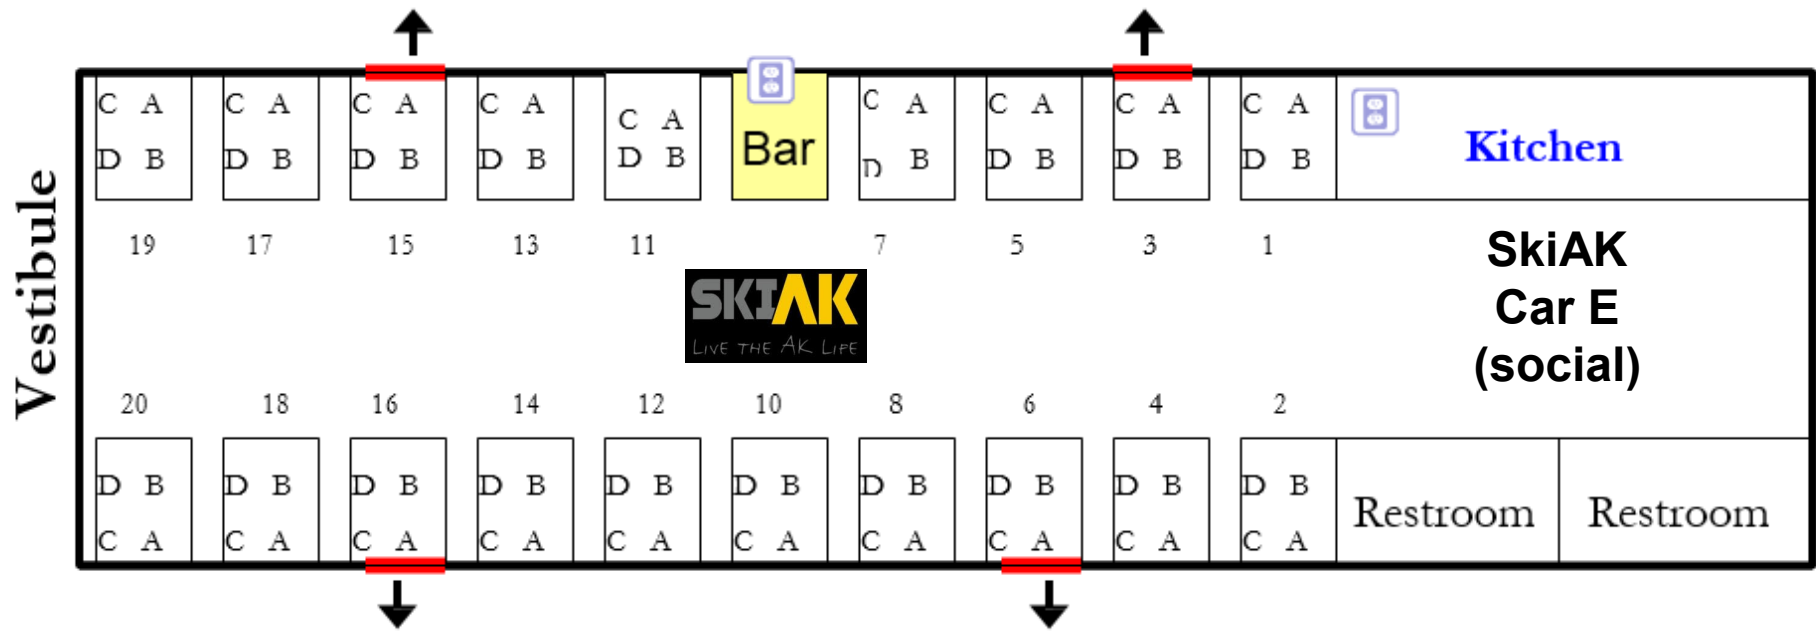 C A C A C A C A C A C A C A C A C A
D B D B D B D B D B Bar D B D B D B D B Kitchen
19 17 15 13 11 7 5 3 1
Vestibule
SkiAK
Car E
(social)
SKIAK
LIVE THE AK LIFE
20 18 16 14 12 10 8 6 4 2
D B D B D B D B D B D B D B D B D B D B
C A C A C A C A C A C A C A C A C A C A
Restroom Restroom